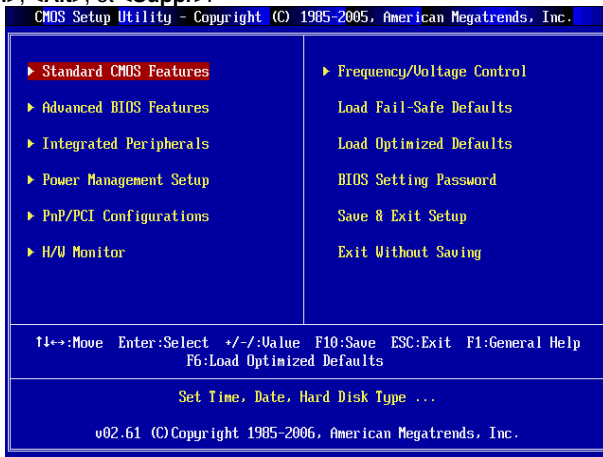 CMOS Setup Utility - Copyright (C) 1985-2005, American Megatrends, Inc.
▶ Standard CMOS Features
▶ Advanced BIOS Features
▶ Integrated Peripherals
▶ Power Management Setup
▶ PnP/PCI Configurations
▶ H/W Monitor
▶ Frequency/Voltage Control
Load Fail-Safe Defaults
Load Optimized Defaults
BIOS Setting Password
Save & Exit Setup
Exit Without Saving
↑↓↔:Move Enter:Select +/-/:Value F10:Save ESC:Exit F1:General Help
F6:Load Optimized Defaults
Set Time, Date, Hard Disk Type ...
v02.61 (C)Copyright 1985-2006, American Megatrends, Inc.